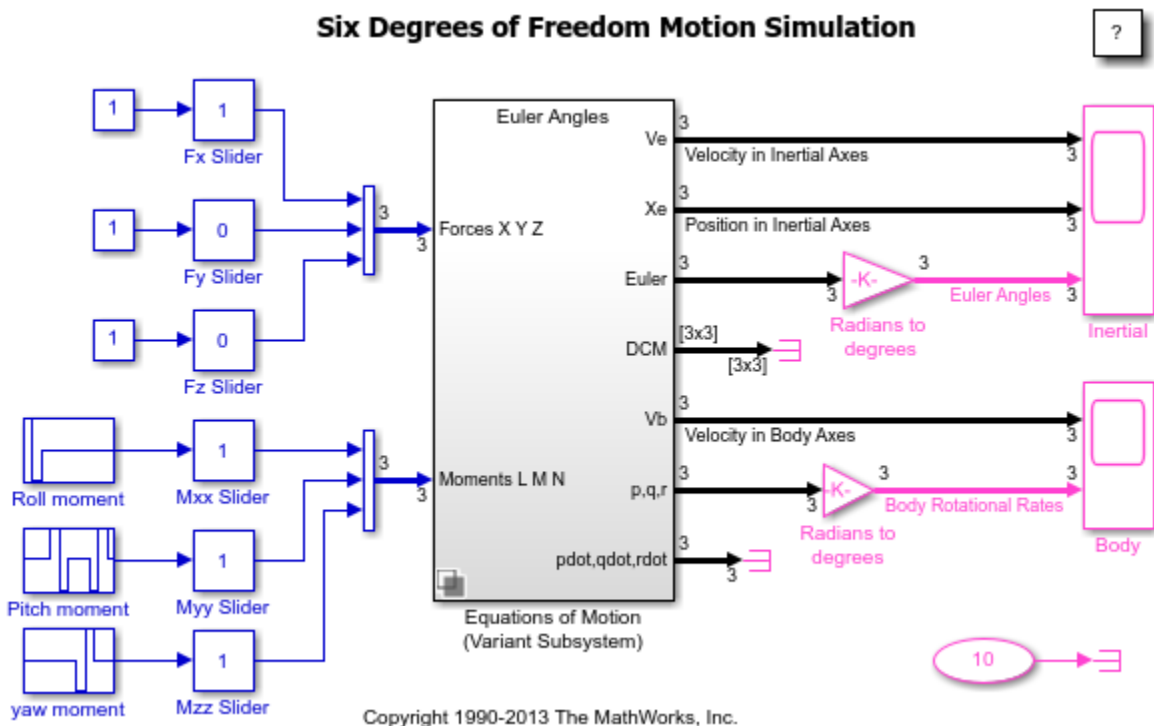 Six Degrees of Freedom Motion Simulation
?
1
1
Fx Slider
1
0
Fy Slider
1
0
Fz Slider
3
3
Roll moment
1
Mxx Slider
Pitch moment
1
Myy Slider
yaw moment
1
Mzz Slider
3
3
Euler Angles
Forces X Y Z
Moments L M N
Ve
Xe
Euler
DCM
Vb
p,q,r
pdot,qdot,rdot
Equations of Motion
(Variant Subsystem)
3
Velocity in Inertial Axes
3
3
Position in Inertial Axes
3
3
3
-K-
Radians to
degrees
3
Euler Angles
3
Inertial
[3x3]
[3x3]
3
Velocity in Body Axes
3
3
3
-K-
Radians to
degrees
3
Body Rotational Rates
3
Body
3
3
10
Copyright 1990-2013 The MathWorks, Inc.